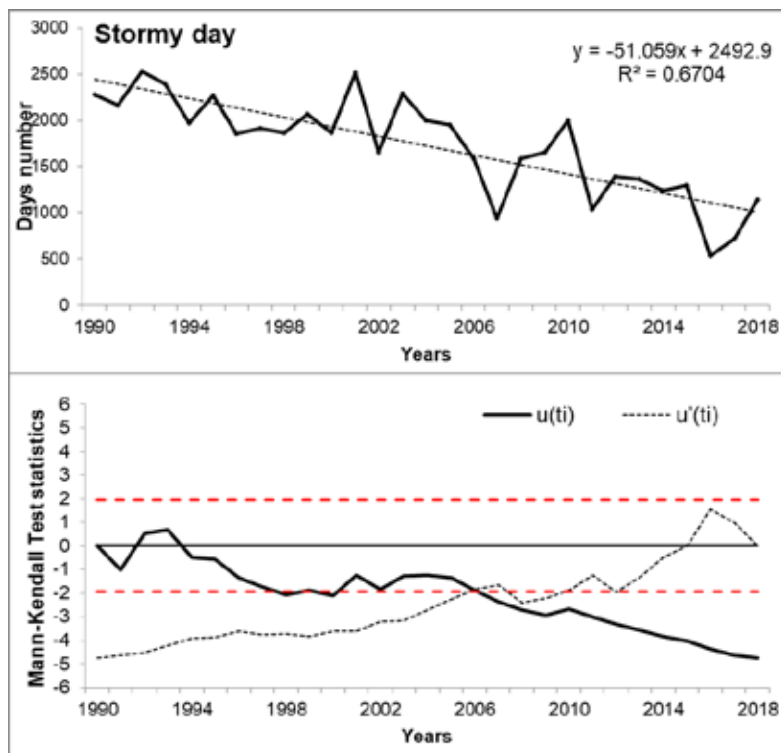 Stormy day
y = -51.059x + 2492.9
R² = 0.6704
Days number
3000
2500
2000
1500
1000
500
0
1990 1994 1998 2002 2006 2010 2014 2018
Years
Mann-Kendall Test statistics
u(ti) u'(ti)
6
5
4
3
2
1
0
-1
-2
-3
-4
-5
-6
1990 1994 1998 2002 2006 2010 2014 2018
Years